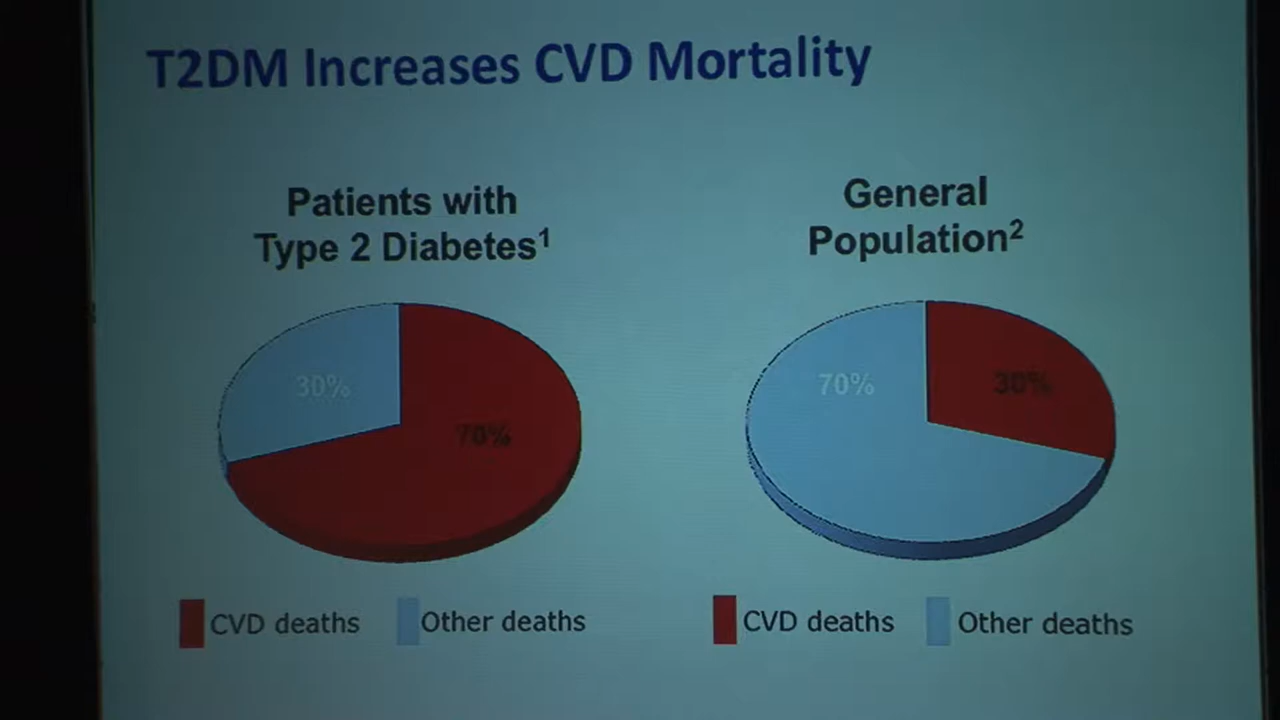 T2DM Increases CVD Mortality
Patients with
Type 2 Diabetes¹
30%
70%
CVD deaths
Other deaths
General
Population²
70%
30%
CVD deaths
Other deaths